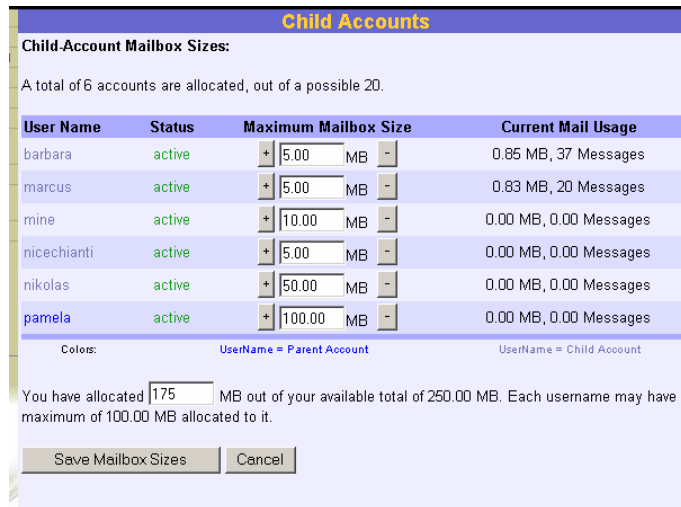 Child Accounts
Child-Account Mailbox Sizes:
A total of 6 accounts are allocated, out of a possible 20.
User Name Status Maximum Mailbox Size Current Mail Usage
barbara active + 5.00 MB - 0.85 MB, 37 Messages
marcus active + 5.00 MB - 0.83 MB, 20 Messages
mine active + 10.00 MB - 0.00 MB, 0.00 Messages
nicechianti active + 5.00 MB - 0.00 MB, 0.00 Messages
nikolas active + 50.00 MB - 0.00 MB, 0.00 Messages
pamela active + 100.00 MB - 0.00 MB, 0.00 Messages
Colors: UserName = Parent Account UserName = Child Account
You have allocated 175 MB out of your available total of 250.00 MB. Each username may have
maximum of 100.00 MB allocated to it.
Save Mailbox Sizes Cancel